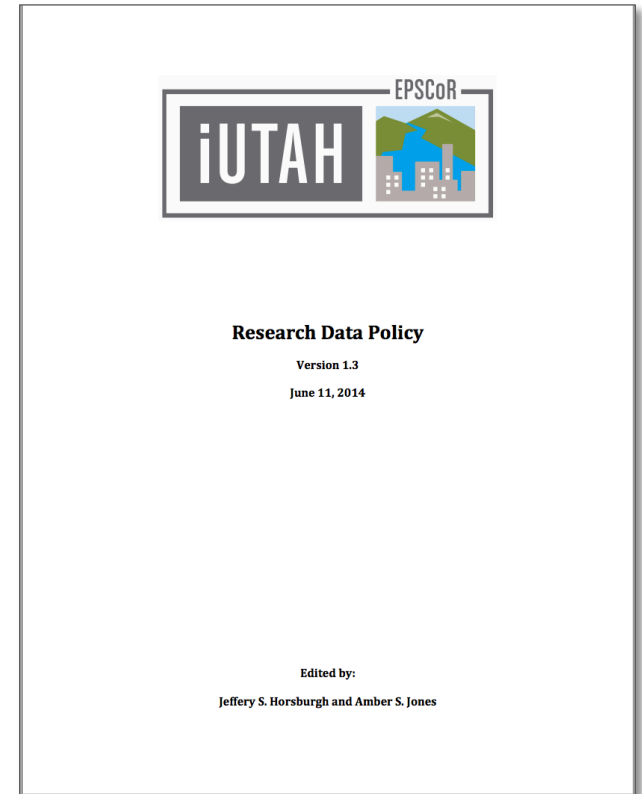 EPSCoR
iUTAH
Research Data Policy
Version 1.3
June 11, 2014
Edited by:
Jeffery S. Horsburgh and Amber S. Jones